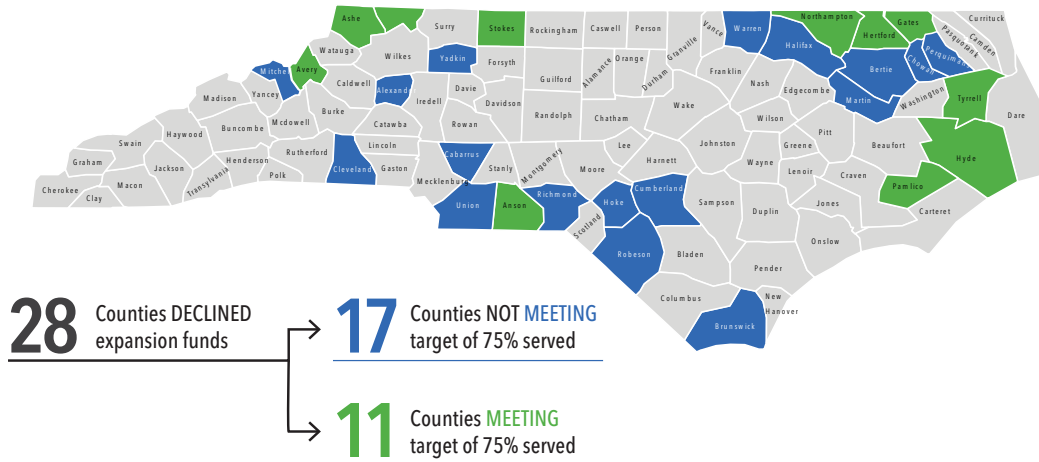 Ashe
Surry
Stokes
Rockingham
Caswell
Person
Vance
Warren
Northampton
Gates
Hertford
Currituck
Camden
Pasquotank
Perquiman
Chowan
Halifax
Granville
Watauga
Wilkes
Yadkin
Forsyth
Guilford
Alamance
Orange
Durham
Franklin
Nash
Edgecombe
Bertie
Martin
Washington
Tyrrell
Dare
Mitchel
Avery
Caldwell
Alexander
Iredell
Davie
Davidson
Randolph
Chatham
Wake
Wilson
Pitt
Beaufort
Hyde
Madison
Yancey
Burke
Mcdowell
Catawba
Rowan
Buncombe
Haywood
Swain
Graham
Cherokee
Clay
Macon
Jackson
Transylvania
Henderson
Rutherford
Polk
Cleveland
Lincoln
Gaston
Mecklenburg
Cabarrus
Stanly
Montgomery
Moore
Lee
Harnett
Johnston
Wayne
Greene
Lenoir
Craven
Pamlico
Carteret
Jones
Onslow
Duplin
Sampson
Cumberland
Hoke
Scotland
Richmond
Anson
Union
Robeson
Bladen
Pender
Columbus
New
Hanover
Brunswick
28
Counties DECLINED
expansion funds
17
Counties NOT MEETING
target of 75% served
11
Counties MEETING
target of 75% served